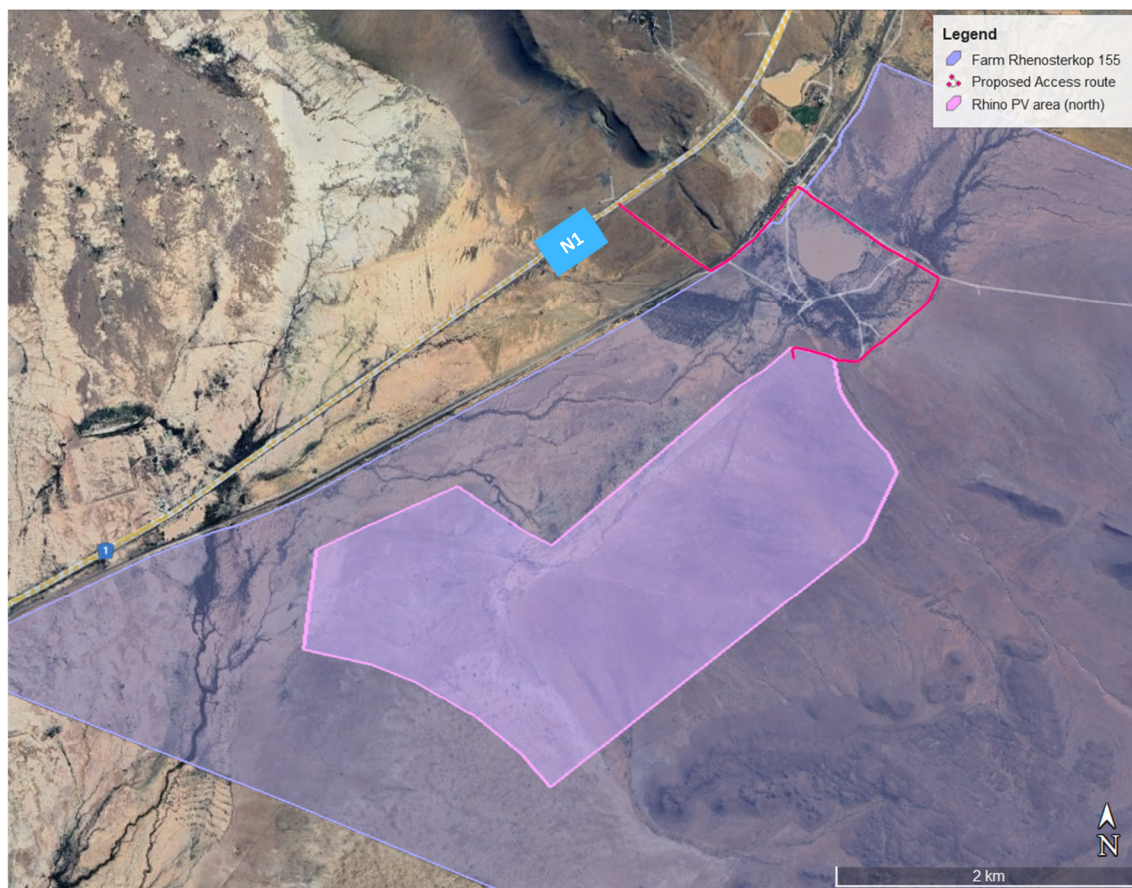 Legend
Farm Rhenosterkop 155
Proposed Access route
Rhino PV area (north)
N1
1
N
2 km